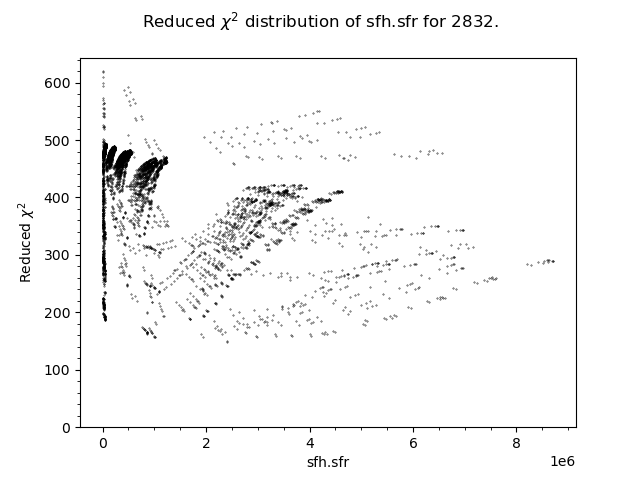 Reduced χ² distribution of sfh.sfr for 2832.
Reduced χ²
600
500
400
300
200
100
0
0 2 4 6 8
1e6
sfh.sfr